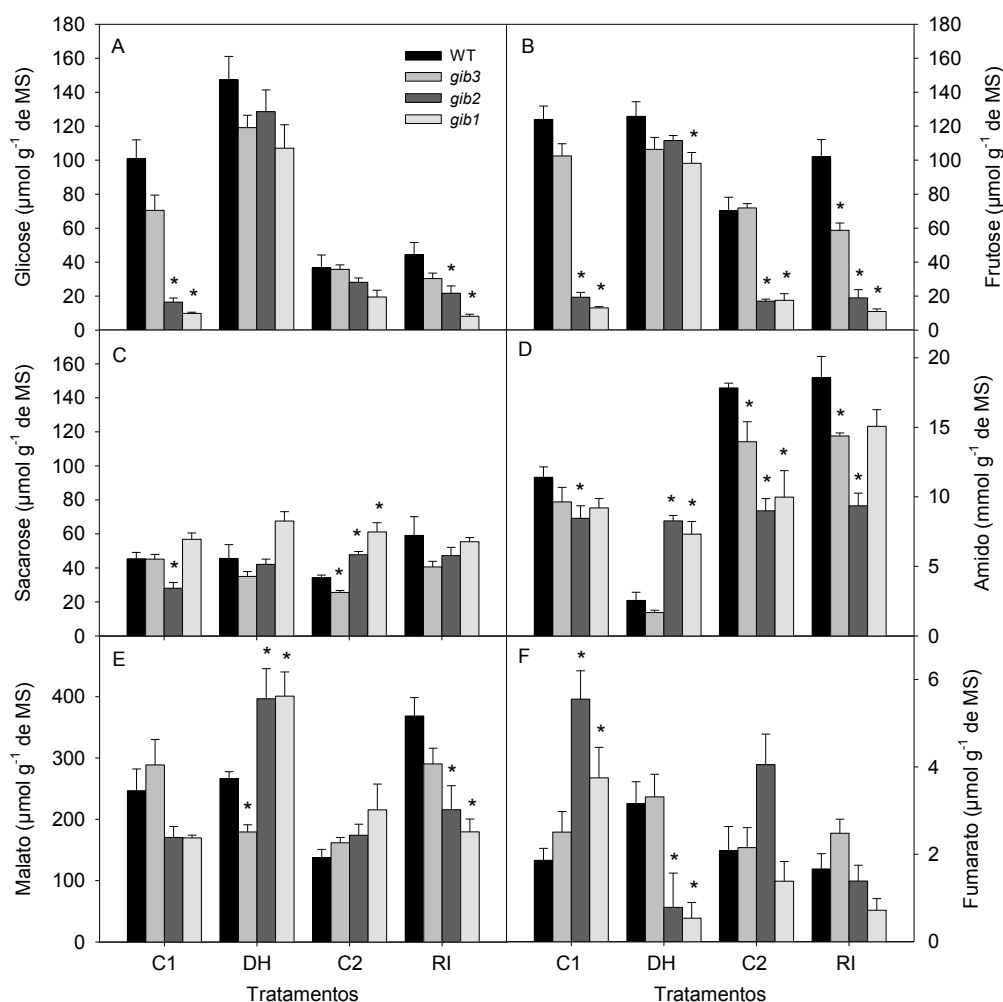 A
WT
gib3
gib2
gib1
Glicose (µmol g-1 de MS)
180
160
140
120
100
80
60
40
20
0
* * * *
B
180
160
140
120
100
80
60
40
20
0
Frutose (µmol g-1 de MS)
* * * * * * * *
C
Sacarose (µmol g-1 de MS)
160
140
120
100
80
60
40
20
0
* * * *
D
20
15
10
5
0
Amido (mmol g-1 de MS)
* * * * * * * *
E
Malato (µmol g-1 de MS)
400
300
200
100
0
* * * * *
F
6
4
2
0
Fumarato (µmol g-1 de MS)
* * * *
C1 DH C2 RI
Tratamentos
C1 DH C2 RI
Tratamentos